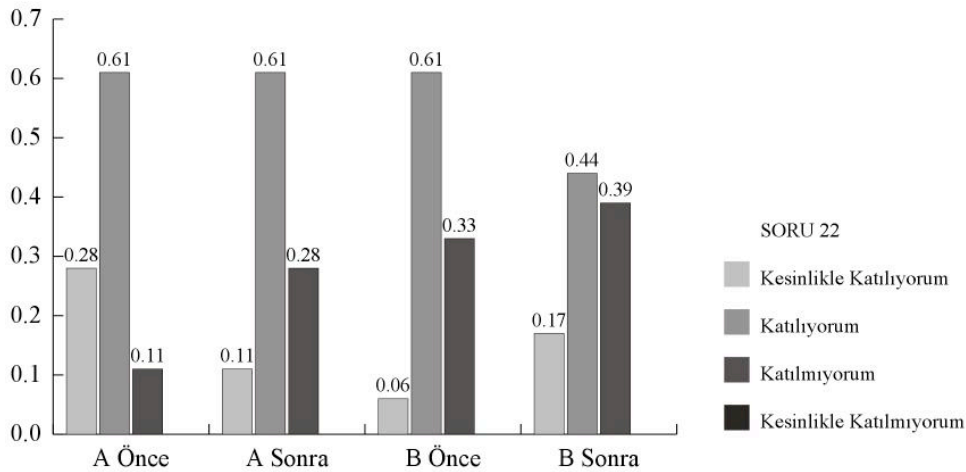 0.7
0.6
0.5
0.4
0.3
0.2
0.1
0.0
0.28
0.61
0.11
0.11
0.61
0.28
0.06
0.61
0.33
0.17
0.44
0.39
A Önce
A Sonra
B Önce
B Sonra
SORU 22
Kesinlikle Katılıyorum
Katılıyorum
Katılmıyorum
Kesinlikle Katılmıyorum